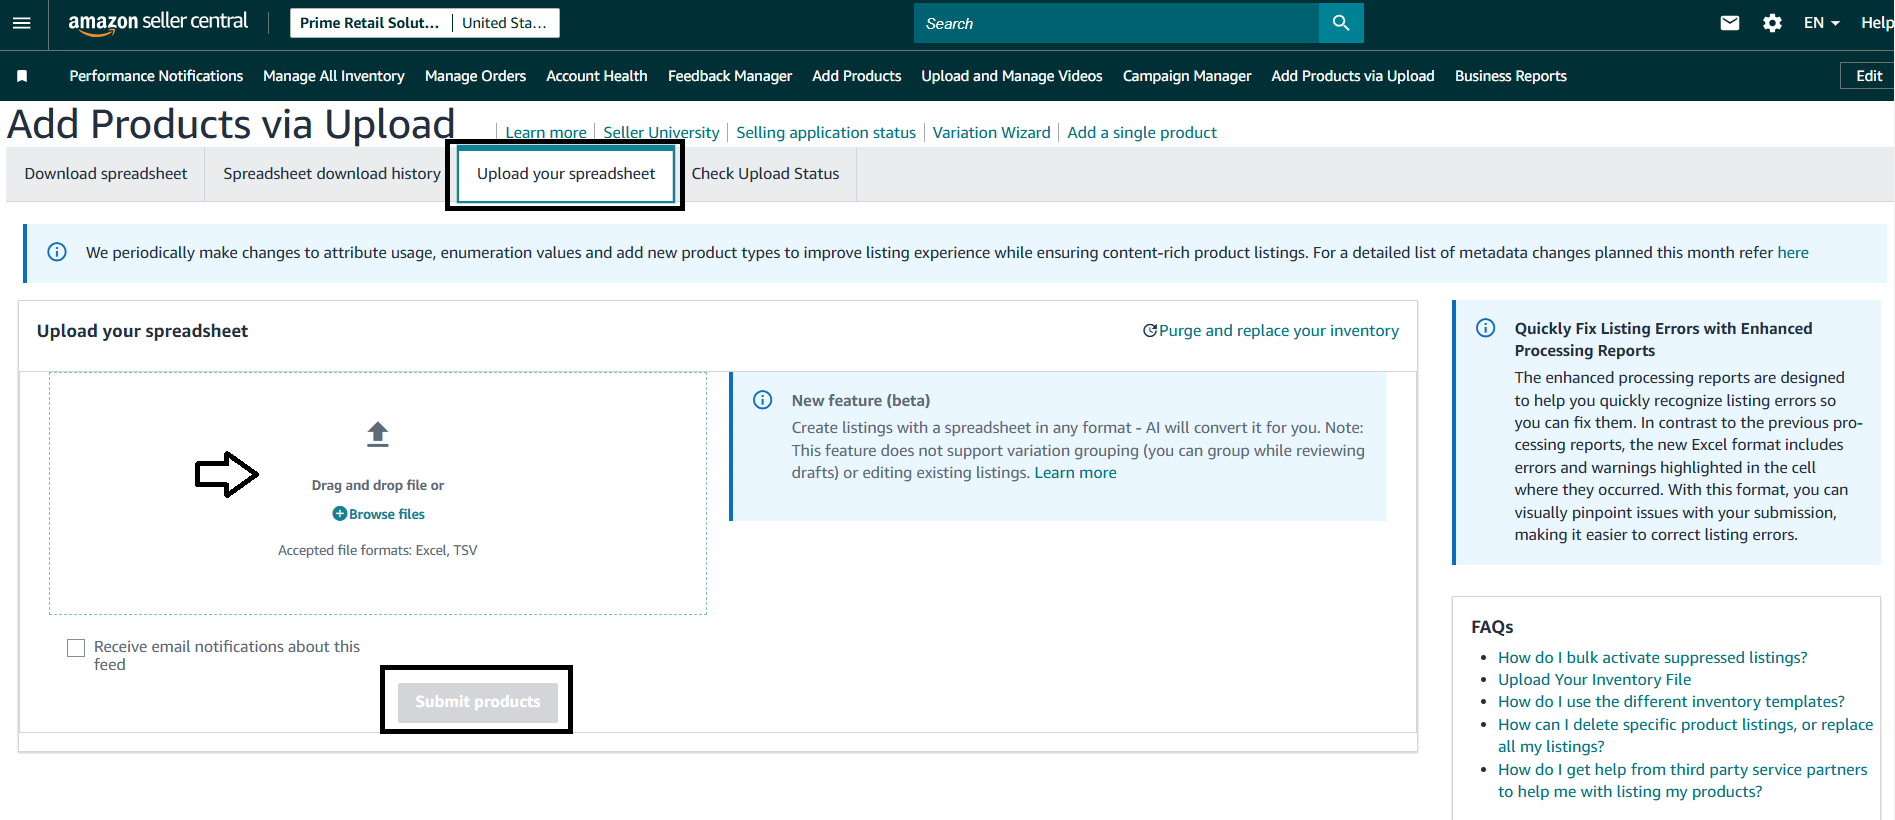 amazon seller central
Prime Retail Solut... United Sta...
Search
EN
Help
Performance Notifications Manage All Inventory Manage Orders Account Health Feedback Manager Add Products Upload and Manage Videos Campaign Manager Add Products via Upload Business Reports Edit
Add Products via Upload
Learn more Seller University Selling application status Variation Wizard Add a single product
Download spreadsheet Spreadsheet download history Upload your spreadsheet Check Upload Status
We periodically make changes to attribute usage, enumeration values and add new product types to improve listing experience while ensuring content-rich product listings. For a detailed list of metadata changes planned this month refer here
Upload your spreadsheet
Purge and replace your inventory
Drag and drop file or
Browse files
Accepted file formats: Excel, TSV
New feature (beta)
Create listings with a spreadsheet in any format - AI will convert it for you. Note:
This feature does not support variation grouping (you can group while reviewing
drafts) or editing existing listings. Learn more
Receive email notifications about this
feed
Submit products
Quickly Fix Listing Errors with Enhanced
Processing Reports
The enhanced processing reports are designed
to help you quickly recognize listing errors so
you can fix them. In contrast to the previous pro-
cessing reports, the new Excel format includes
errors and warnings highlighted in the cell
where they occurred. With this format, you can
visually pinpoint issues with your submission,
making it easier to correct listing errors.
FAQs
How do I bulk activate suppressed listings?
Upload Your Inventory File
How do I use the different inventory templates?
How can I delete specific product listings, or replace
all my listings?
How do I get help from third party service partners
to help me with listing my products?